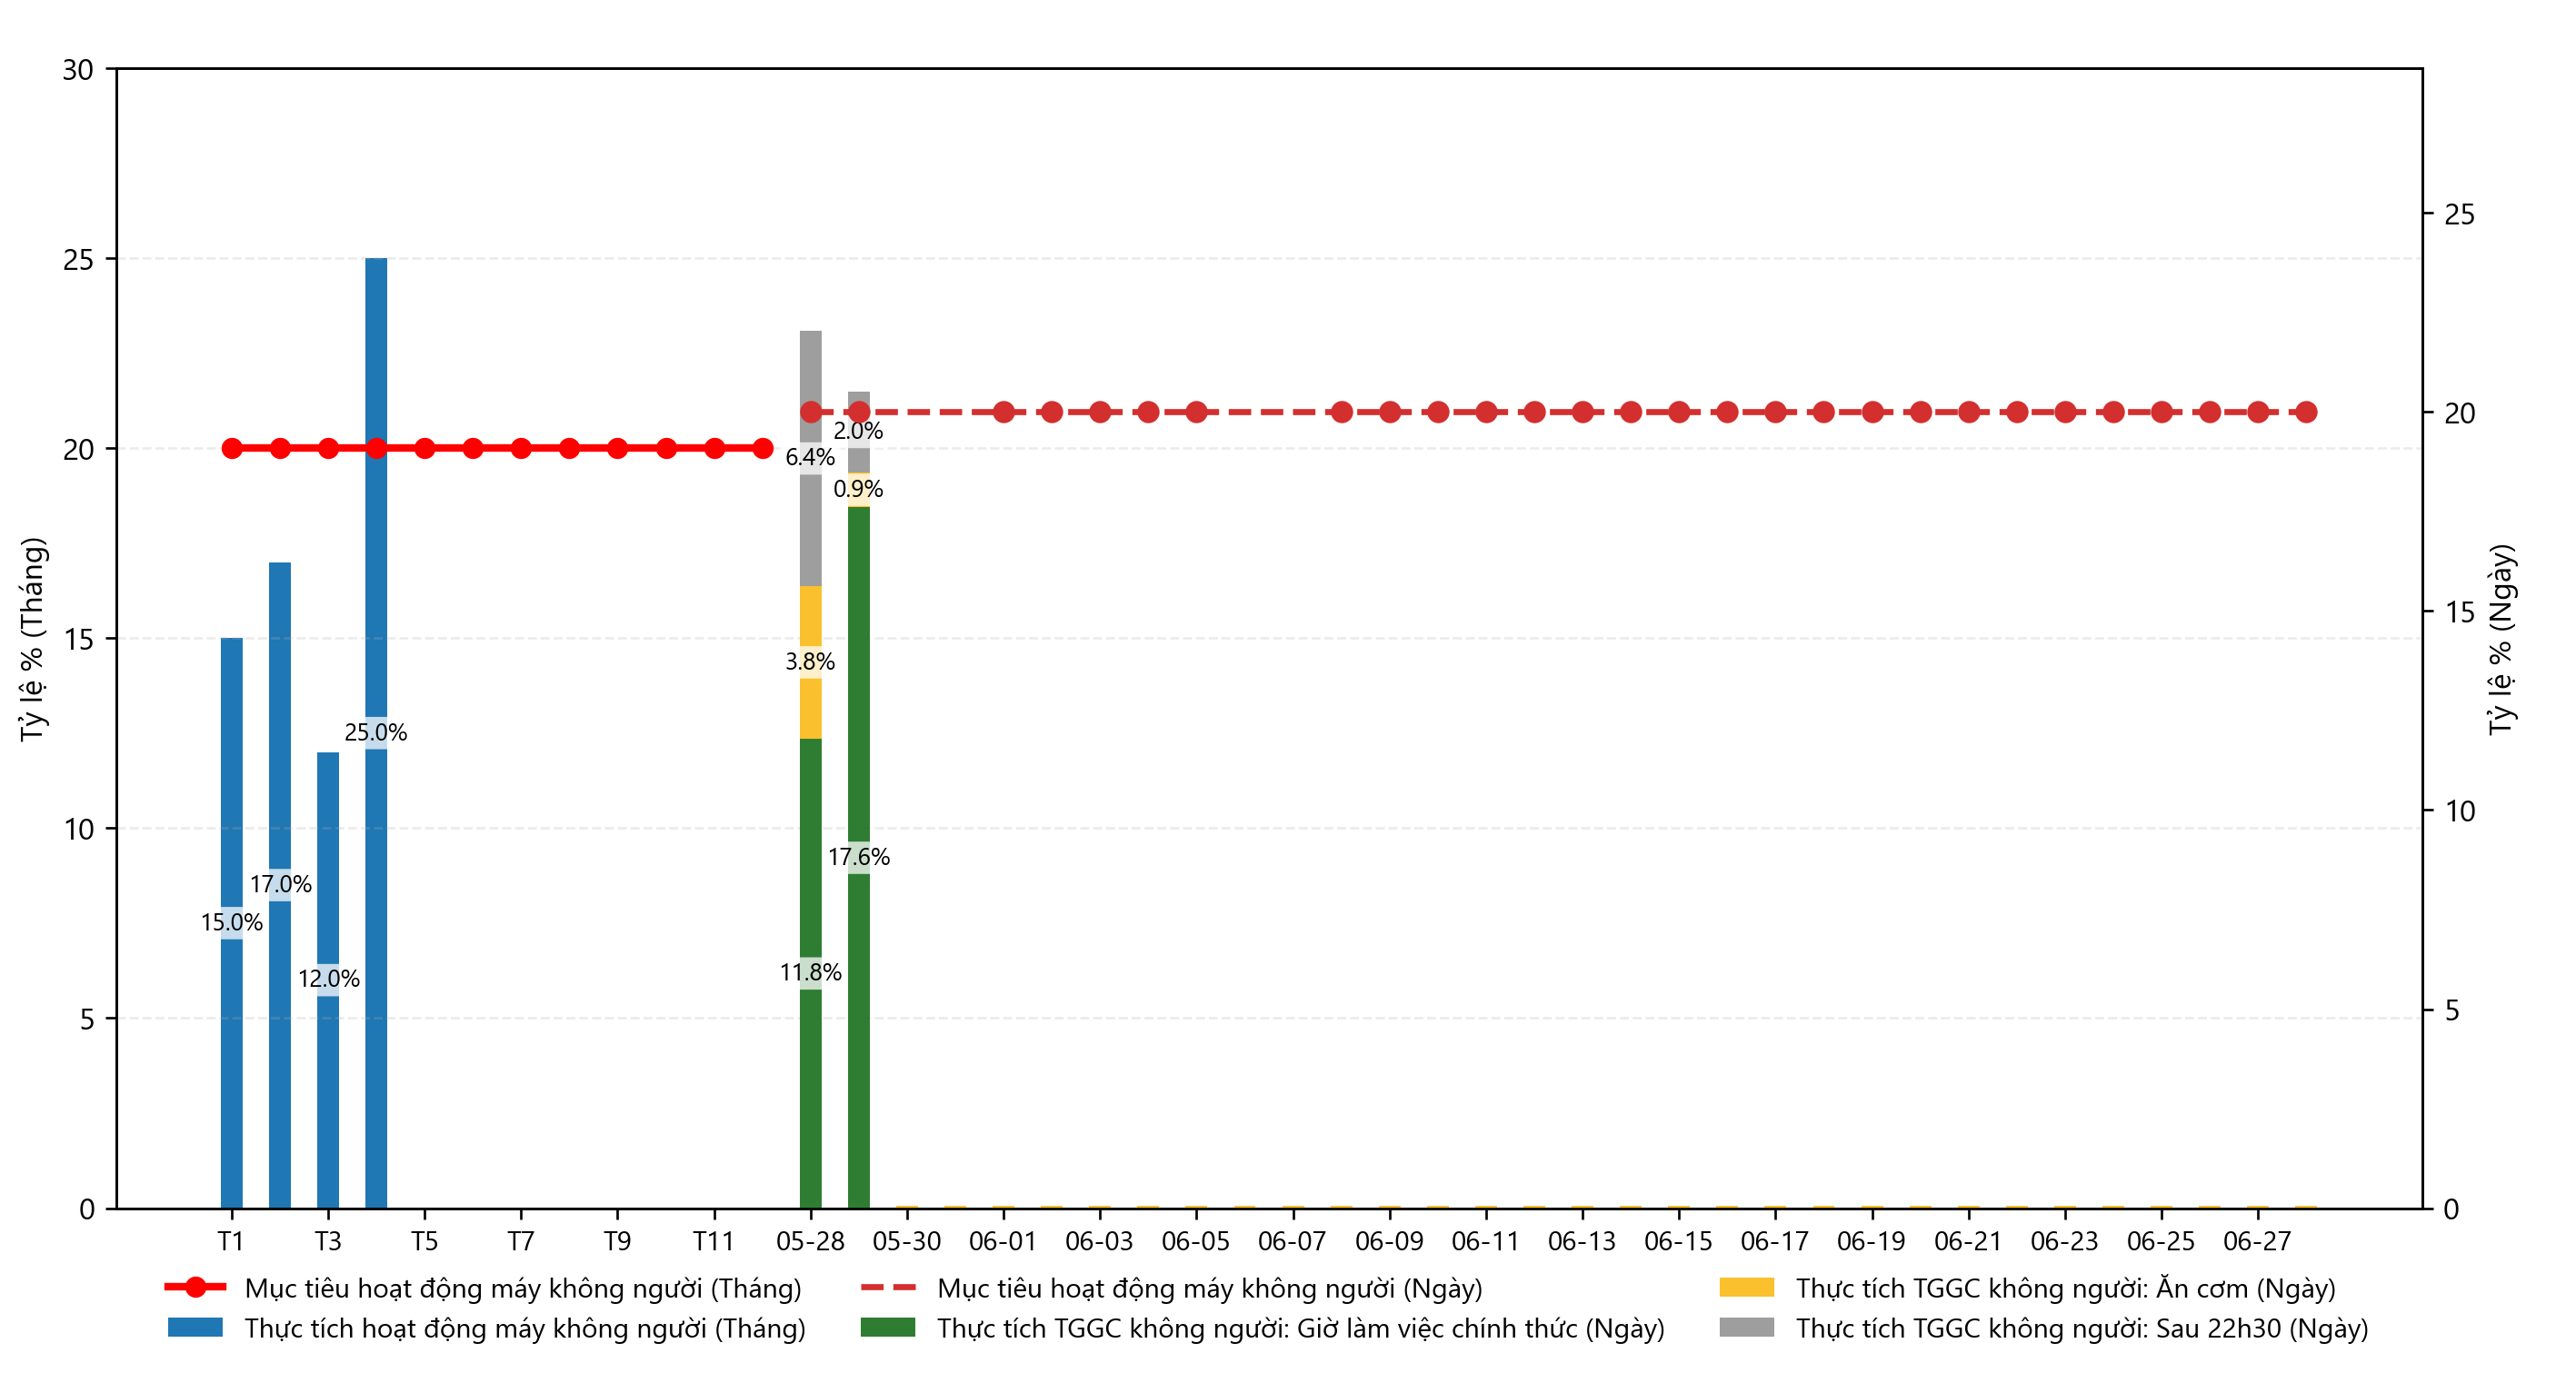 30
25
20
15
10
5
0
Tỷ lệ % (Tháng)
25
20
15
10
5
0
Tỷ lệ % (Ngày)
15.0%
17.0%
12.0%
25.0%
6.4%
3.8%
11.8%
2.0%
0.9%
17.6%
T1 T3 T5 T7 T9 T11 05-28 05-30 06-01 06-03 06-05 06-07 06-09 06-11 06-13 06-15 06-17 06-19 06-21 06-23 06-25 06-27
Mục tiêu hoạt động máy không người (Tháng)
Thực tích hoạt động máy không người (Tháng)
Mục tiêu hoạt động máy không người (Ngày)
Thực tích TGGC không người: Giờ làm việc chính thức (Ngày)
Thực tích TGGC không người: Ăn cơm (Ngày)
Thực tích TGGC không người: Sau 22h30 (Ngày)